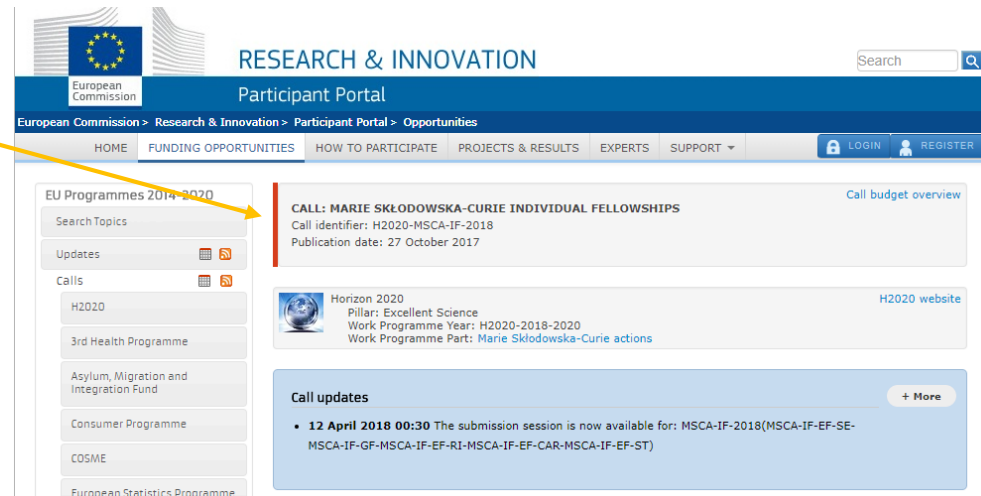 RESEARCH & INNOVATION
Search
European
Commission
Participant Portal
European Commission > Research & Innovation > Participant Portal > Opportunities
HOME FUNDING OPPORTUNITIES HOW TO PARTICIPATE PROJECTS & RESULTS EXPERTS SUPPORT LOGIN REGISTER
EU Programmes 2014-2020
Search Topics
Updates
Calls
H2020
3rd Health Programme
Asylum, Migration and
Integration Fund
Consumer Programme
COSME
European Statistics Programme
Call budget overview
CALL: MARIE SKŁODOWSKA-CURIE INDIVIDUAL FELLOWSHIPS
Call identifier: H2020-MSCA-IF-2018
Publication date: 27 October 2017
Horizon 2020
H2020 website
Pillar: Excellent Science
Work Programme Year: H2020-2018-2020
Work Programme Part: Marie Skłodowska-Curie actions
Call updates
+ More
• 12 April 2018 00:30 The submission session is now available for: MSCA-IF-2018(MSCA-IF-EF-SE-
MSCA-IF-GF-MSCA-IF-EF-RI-MSCA-IF-EF-CAR-MSCA-IF-EF-ST)